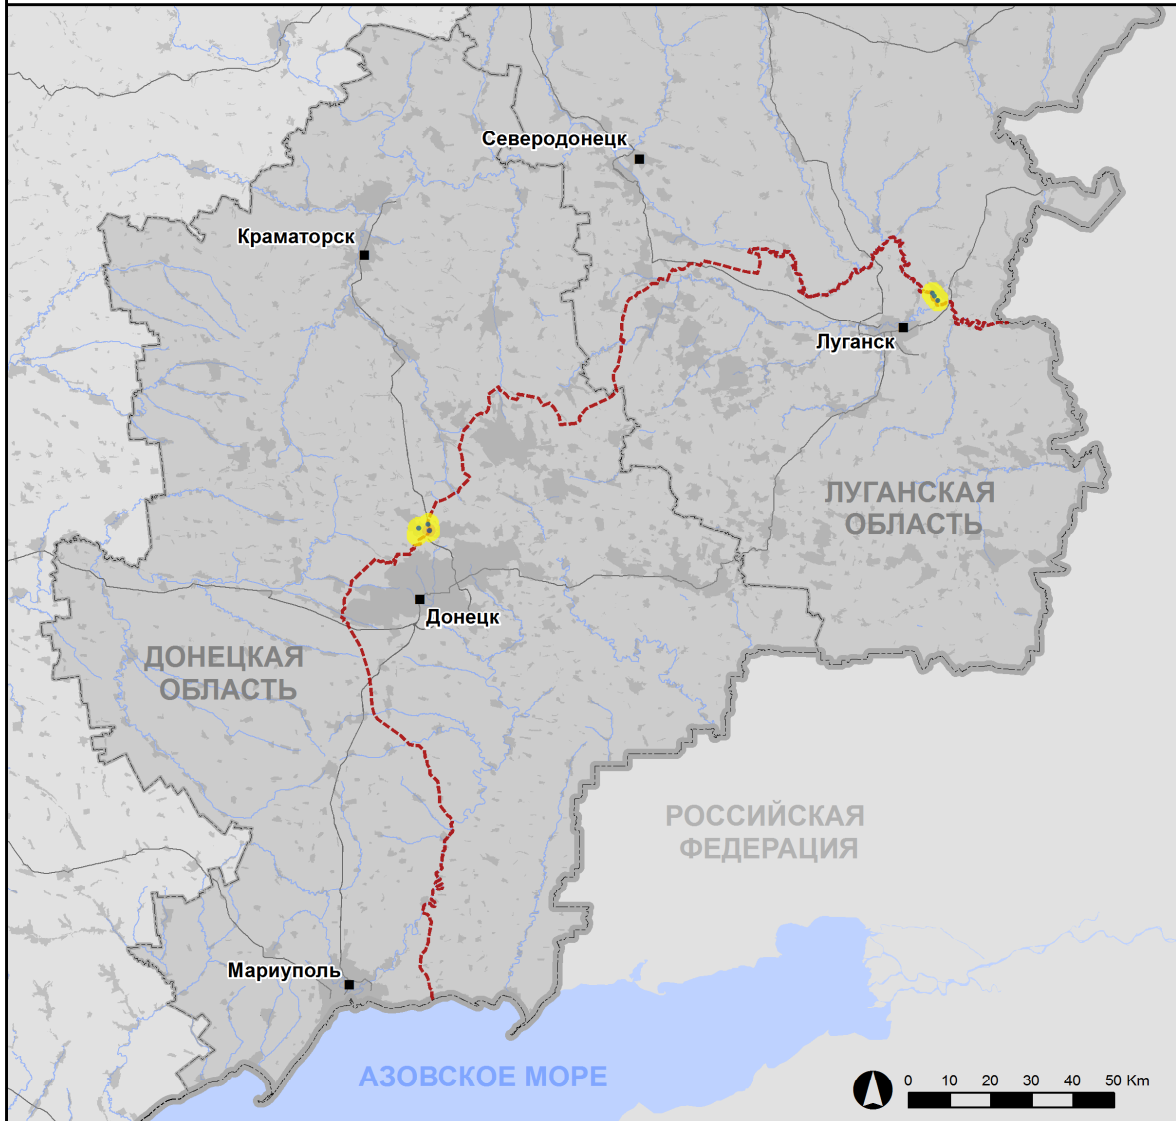 Северодонецк
Краматорск
Луганск
ЛУГАНСКАЯ
ОБЛАСТЬ
Донецк
ДОНЕЦКАЯ
ОБЛАСТЬ
РОССИЙСКАЯ
ФЕДЕРАЦИЯ
Мариуполь
АЗОВСКОЕ МОРЕ
0 10 20 30 40 50 Km